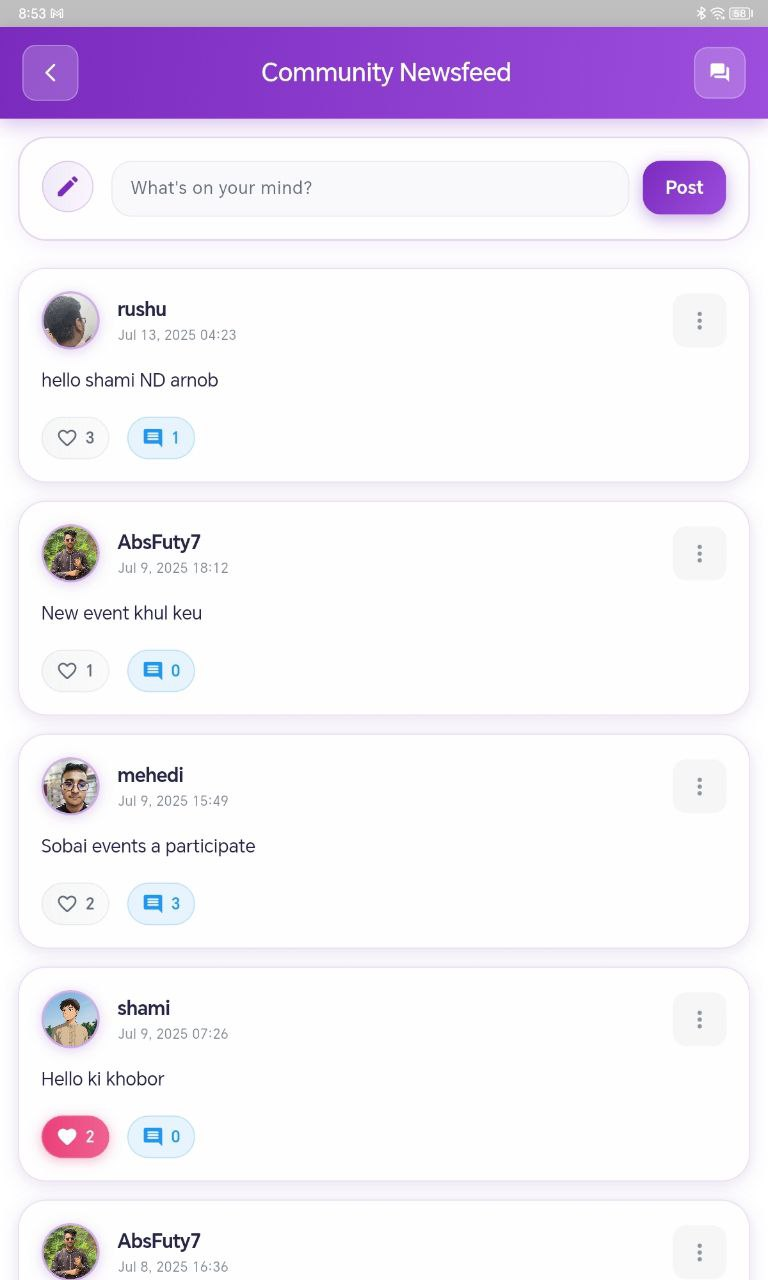 8:53
58
Community Newsfeed
What's on your mind?
Post
rushu
Jul 13, 2025 04:23
hello shami ND arnob
3
1
AbsFuty7
Jul 9, 2025 18:12
New event khul keu
1
0
mehedi
Jul 9, 2025 15:49
Sobai events a participate
2
3
shami
Jul 9, 2025 07:26
Hello ki khobor
2
0
AbsFuty7
Jul 8, 2025 16:36